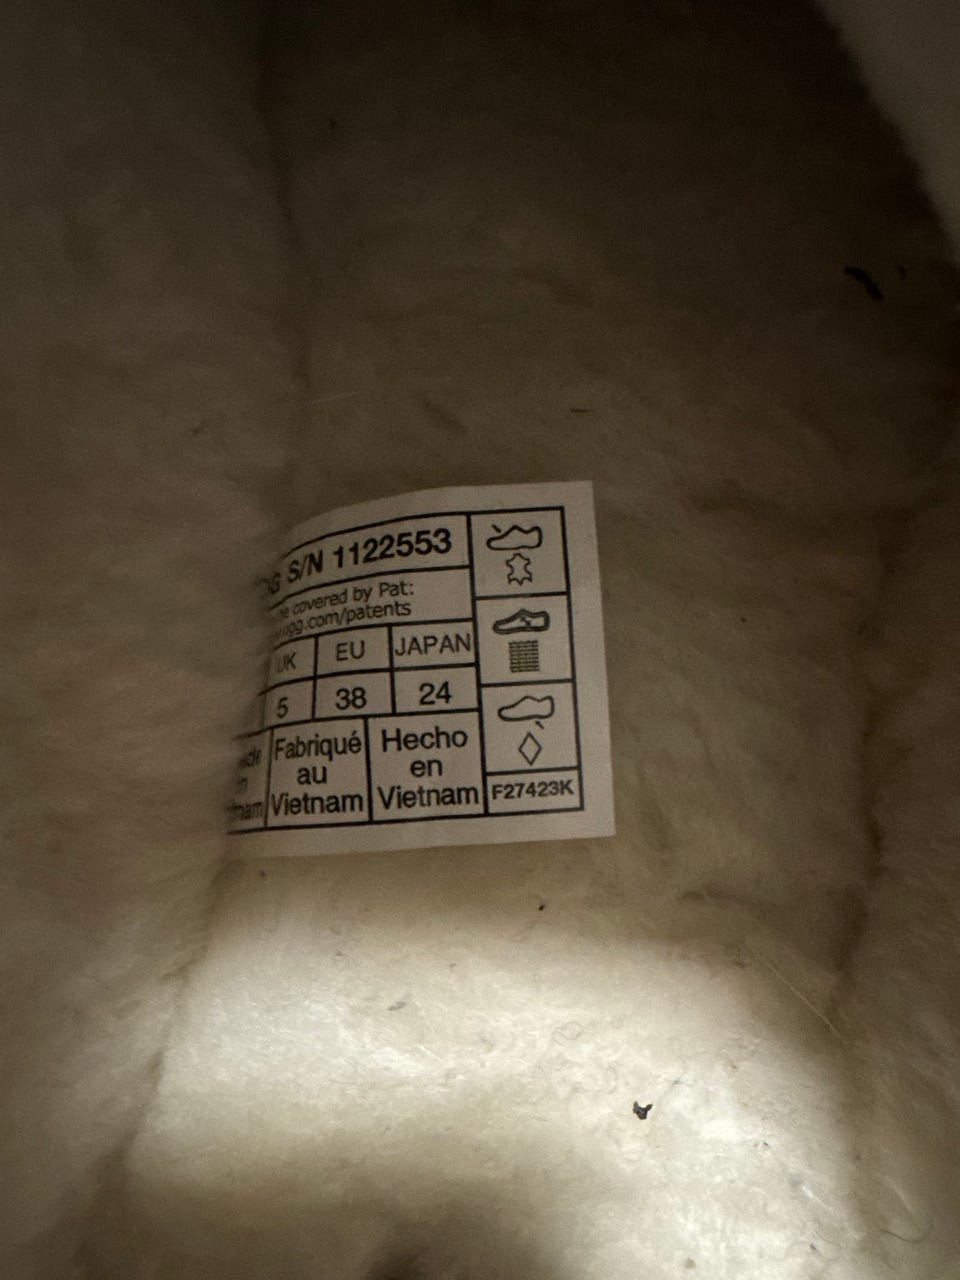 S/N 1122553
covered by Pat:
ugg.com/patents
UK EU JAPAN
5 38 24
Fabriqué
au
Vietnam
Hecho
en
Vietnam
F27423K